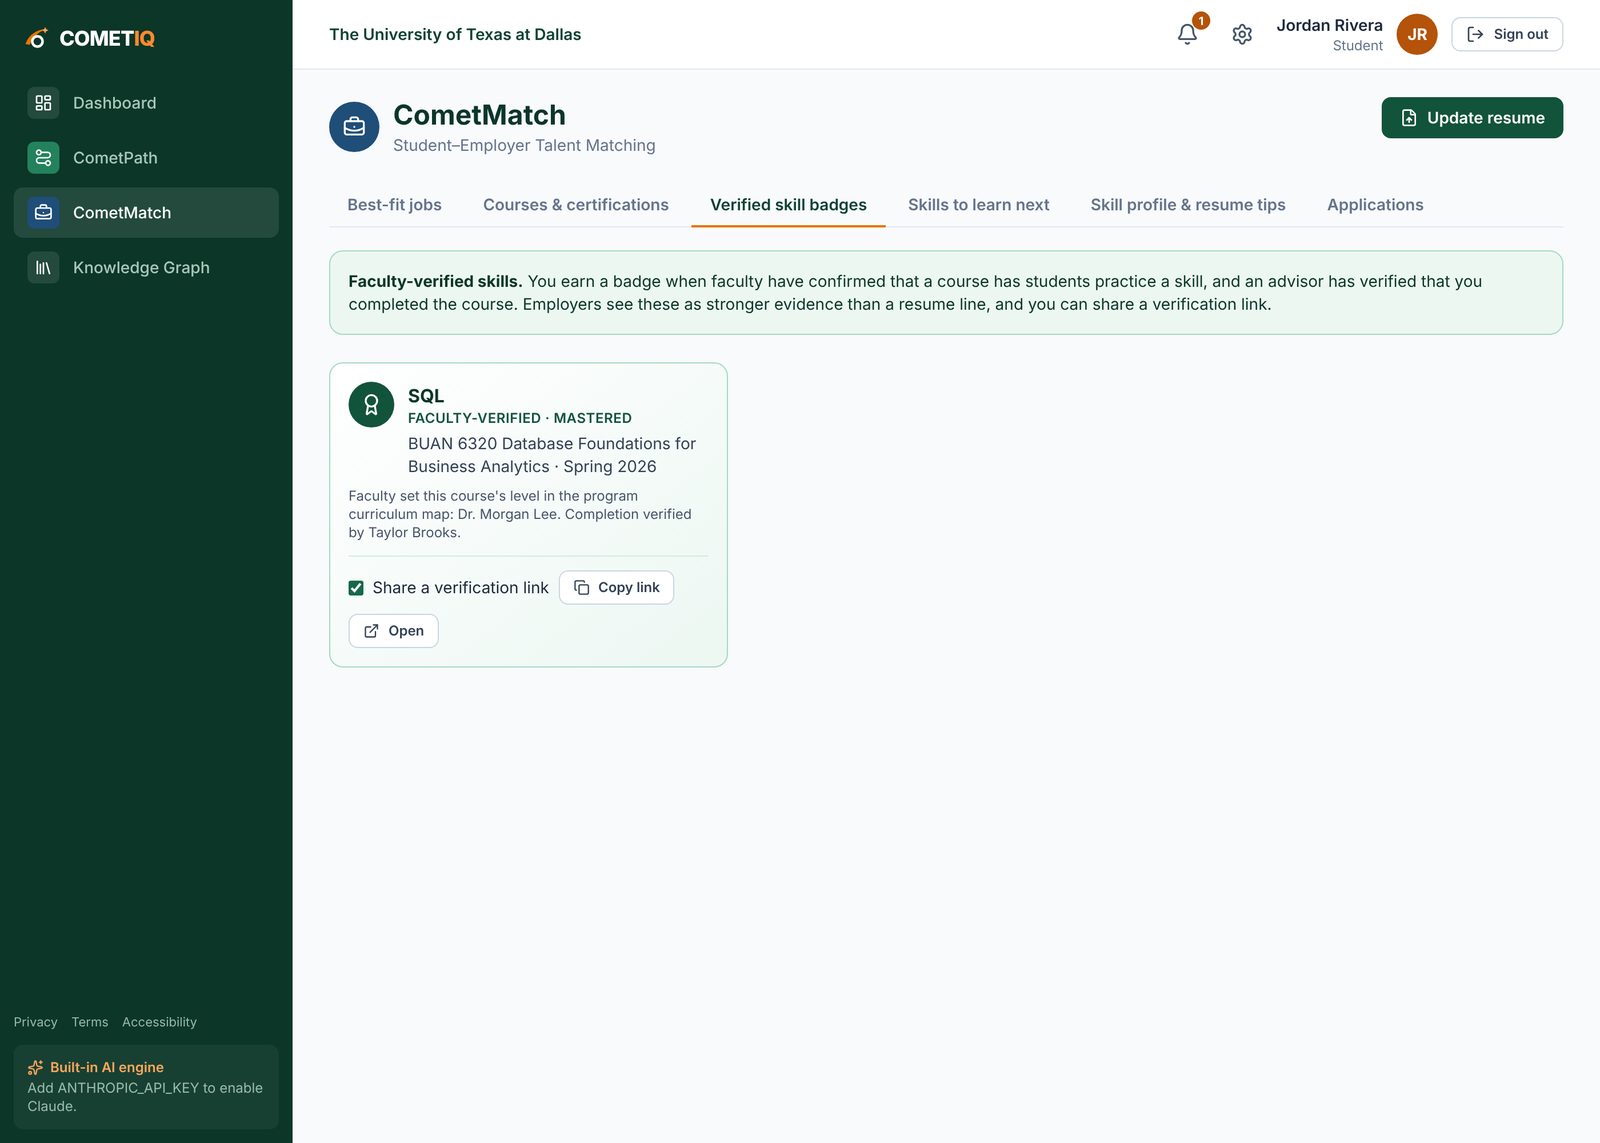 COMETIQ
Dashboard
CometPath
CometMatch
Knowledge Graph
Privacy Terms Accessibility
Built-in AI engine
Add ANTHROPIC_API_KEY to enable
Claude.
The University of Texas at Dallas
1
Jordan Rivera
Student
JR
Sign out
CometMatch
Student–Employer Talent Matching
Update resume
Best-fit jobs Courses & certifications Verified skill badges Skills to learn next Skill profile & resume tips Applications
Faculty-verified skills. You earn a badge when faculty have confirmed that a course has students practice a skill, and an advisor has verified that you
completed the course. Employers see these as stronger evidence than a resume line, and you can share a verification link.
SQL
FACULTY-VERIFIED · MASTERED
BUAN 6320 Database Foundations for
Business Analytics · Spring 2026
Faculty set this course's level in the program
curriculum map: Dr. Morgan Lee. Completion verified
by Taylor Brooks.
Share a verification link Copy link
Open